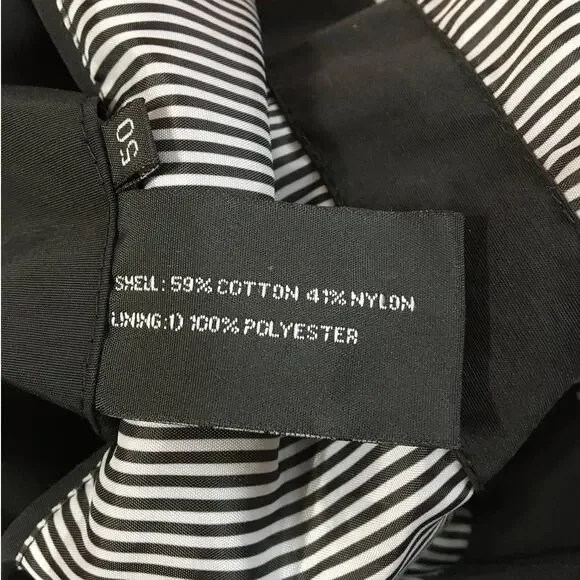 50
SHELL: 59% COTTON 41% NYLON
LINING:1) 100% POLYESTER